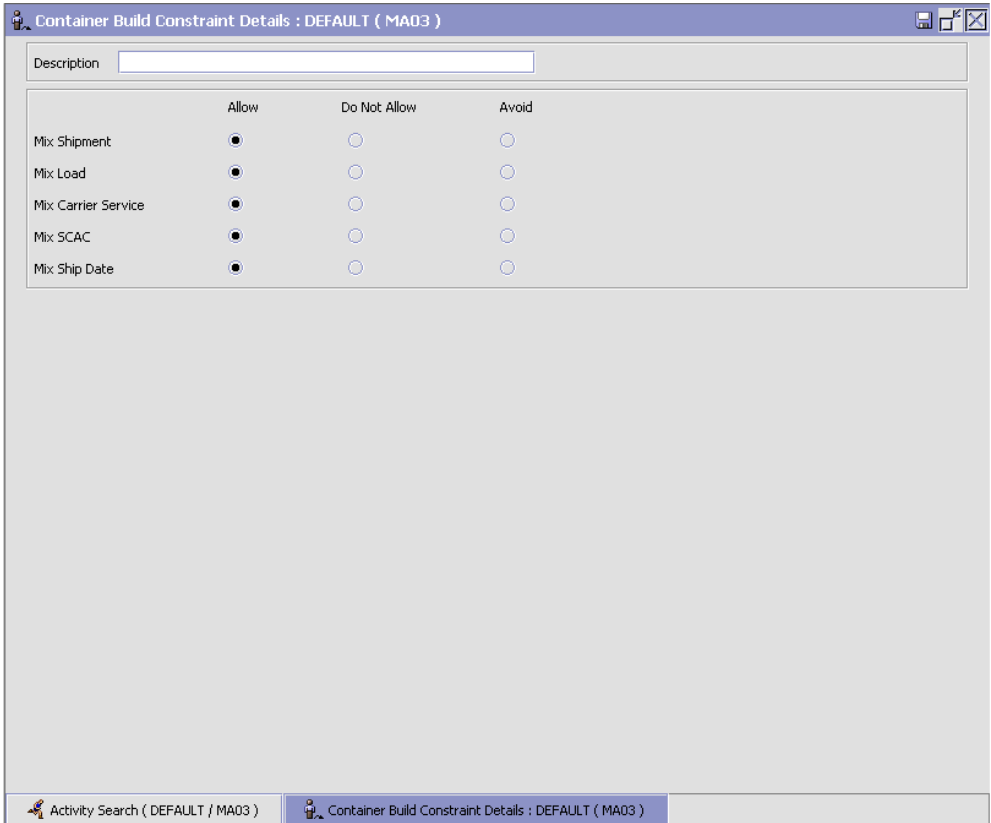 Container Build Constraint Details : DEFAULT ( MA03 )
Description
Allow Do Not Allow Avoid
Mix Shipment
Mix Load
Mix Carrier Service
Mix SCAC
Mix Ship Date
Activity Search ( DEFAULT / MA03 ) Container Build Constraint Details : DEFAULT ( MA03 )